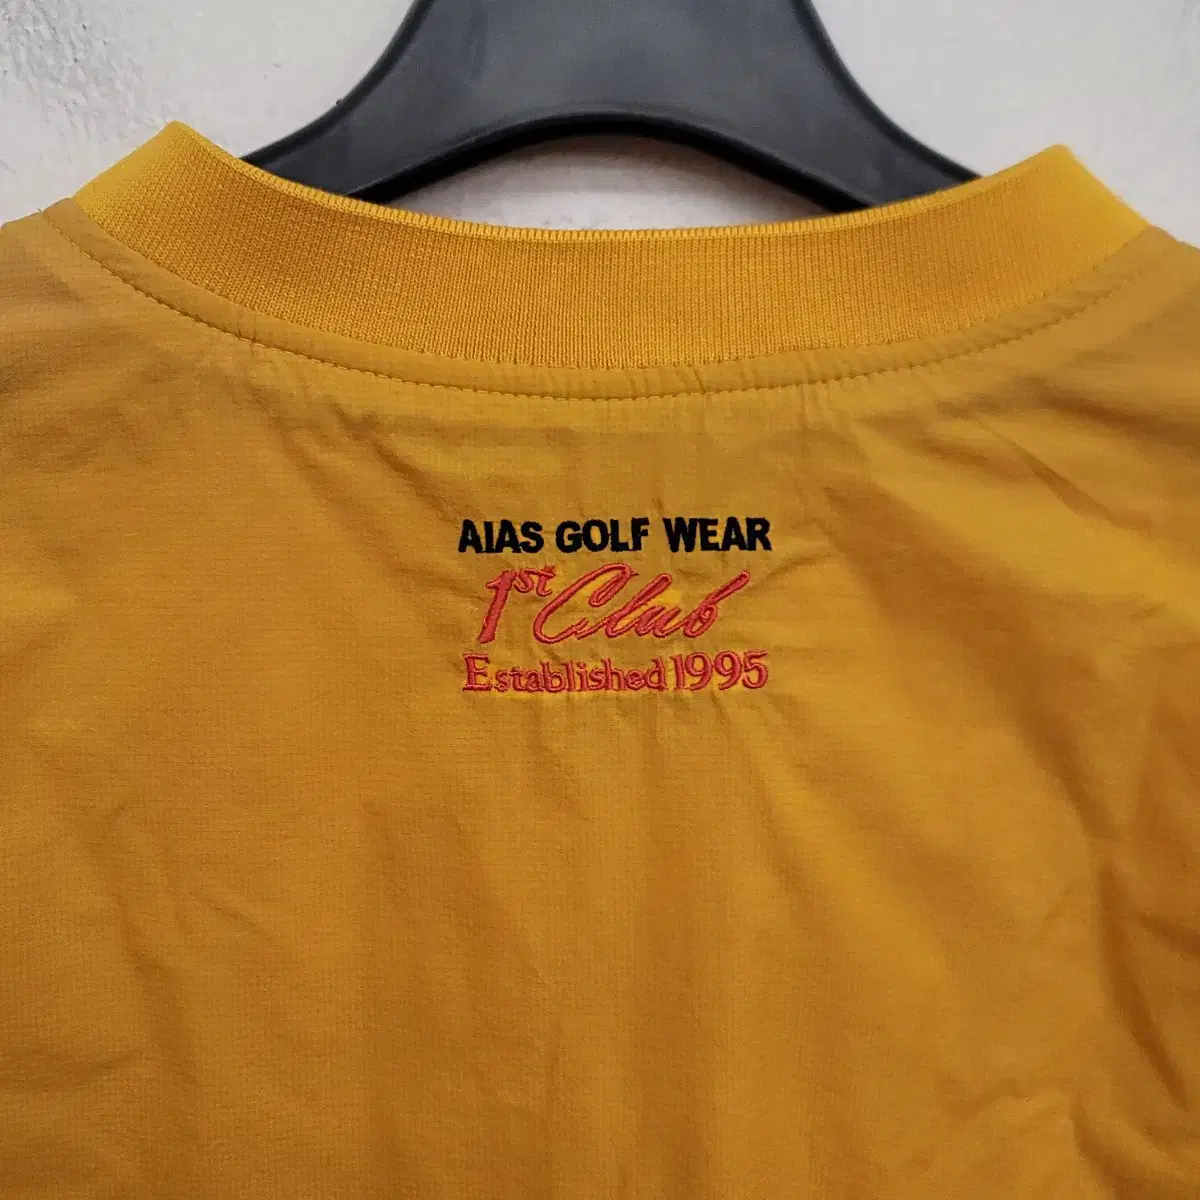 AIAS GOLF WEAR
1st Club
Established 1995